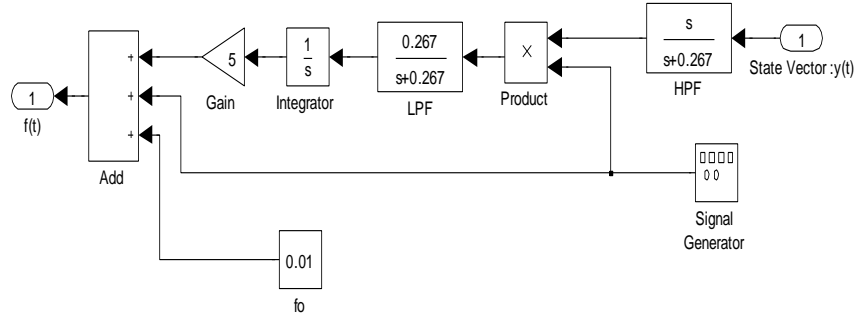 s
s+0.267
HPF
1
State Vector :y(t)
X
Product
0.267
s+0.267
LPF
1
s
Integrator
5
Gain
+
+
+
Add
1
f(t)
Signal
Generator
0.01
fo